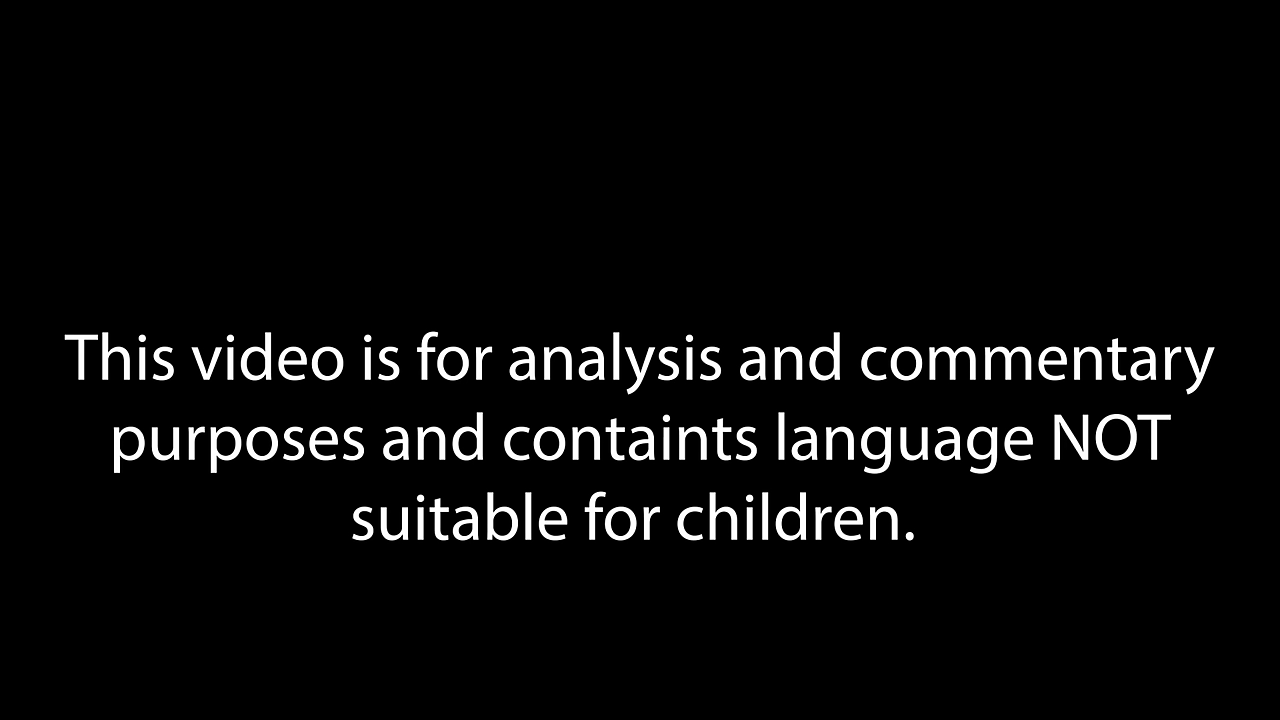 This video is for analysis and commentary
purposes and containts language NOT
suitable for children.